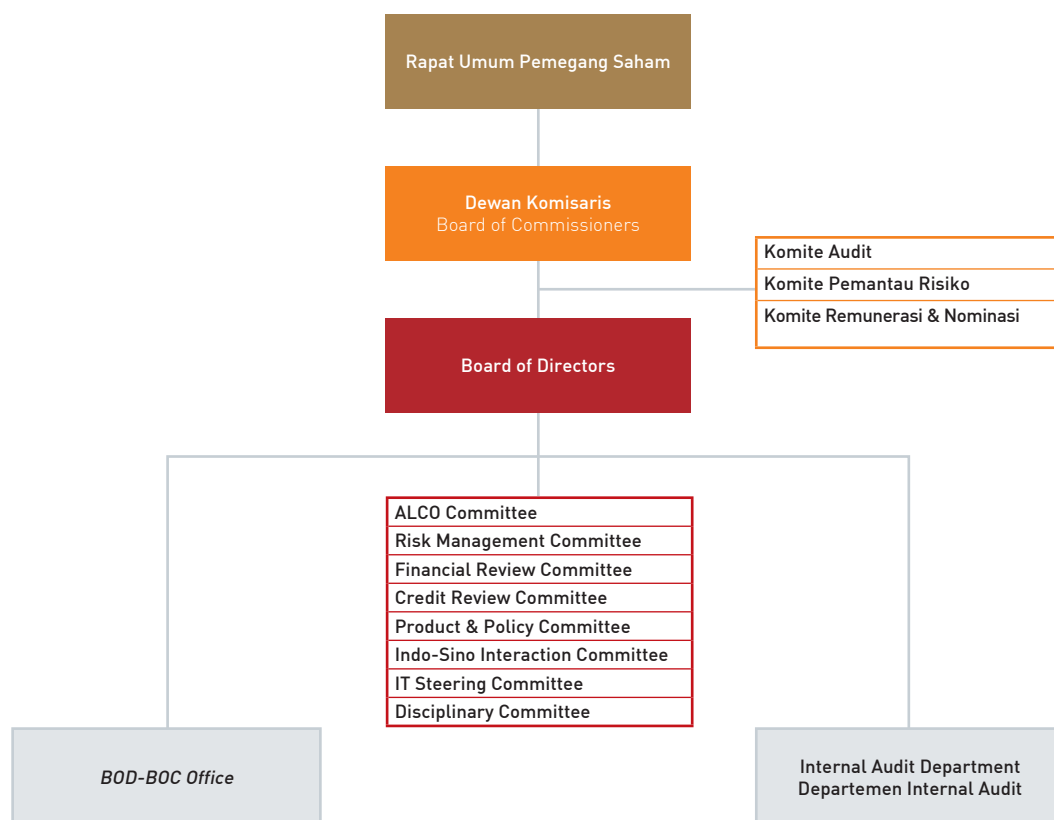 Rapat Umum Pemegang Saham
Dewan Komisaris
Board of Commissioners
Komite Audit
Komite Pemantau Risiko
Komite Remunerasi & Nominasi
Board of Directors
ALCO Committee
Risk Management Committee
Financial Review Committee
Credit Review Committee
Product & Policy Committee
Indo-Sino Interaction Committee
IT Steering Committee
Disciplinary Committee
BOD-BOC Office
Internal Audit Department
Departemen Internal Audit